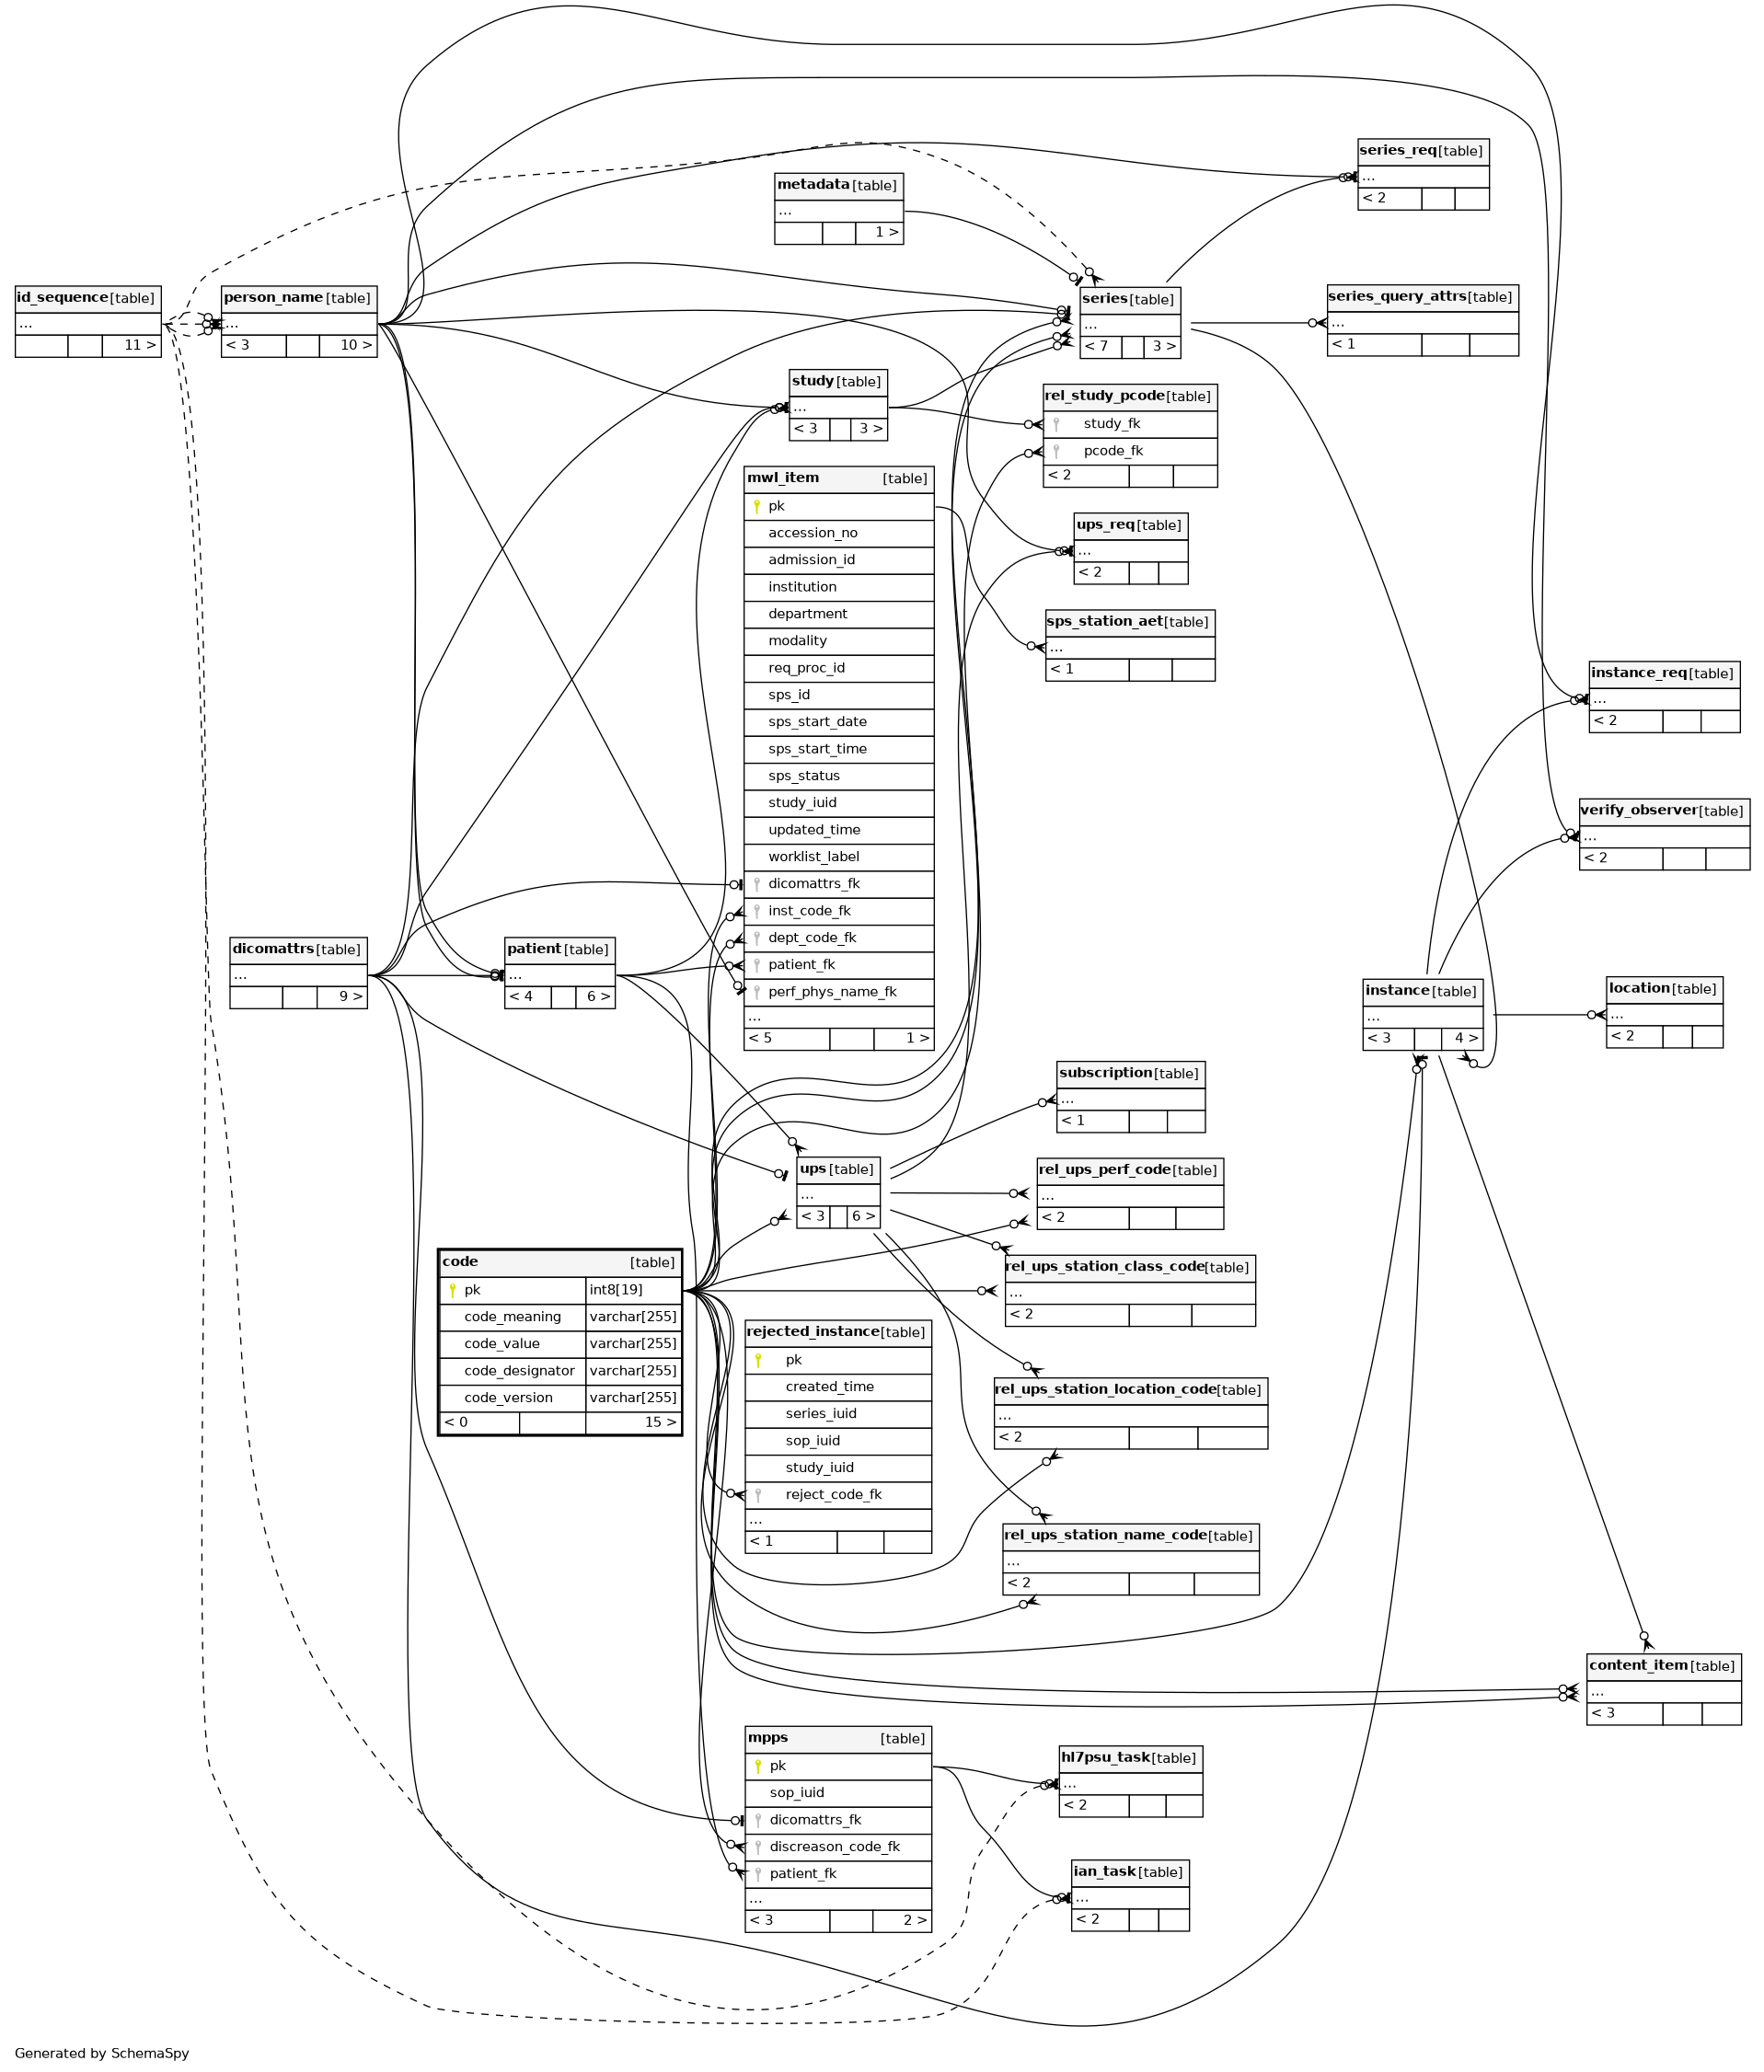 series_req [table]
...
< 2
metadata [table]
...
1 >
id_sequence [table]
...
11 >
person_name [table]
...
< 3 10 >
series [table]
...
< 7 3 >
series_query_attrs [table]
...
< 1
study [table]
...
< 3 3 >
rel_study_pcode [table]
study_fk
pcode_fk
< 2
mwl_item [table]
pk
accession_no
admission_id
institution
department
modality
req_proc_id
sps_id
sps_start_date
sps_start_time
sps_status
study_iuid
updated_time
worklist_label
dicomattrs_fk
inst_code_fk
dept_code_fk
patient_fk
perf_phys_name_fk
...
< 5 1 >
ups_req [table]
...
< 2
sps_station_aet [table]
...
< 1
instance_req [table]
...
< 2
verify_observer [table]
...
< 2
dicomattrs [table]
...
9 >
patient [table]
...
< 4 6 >
instance [table]
...
< 3 4 >
location [table]
...
< 2
subscription [table]
...
< 1
ups [table]
...
< 3 6 >
rel_ups_perf_code [table]
...
< 2
code [table]
pk int8[19]
code_meaning varchar[255]
code_value varchar[255]
code_designator varchar[255]
code_version varchar[255]
< 0 15 >
rel_ups_station_class_code [table]
...
< 2
rejected_instance [table]
pk
created_time
series_iuid
sop_iuid
study_iuid
reject_code_fk
...
< 1
rel_ups_station_location_code [table]
...
< 2
rel_ups_station_name_code [table]
...
< 2
content_item [table]
...
< 3
mpps [table]
pk
sop_iuid
dicomattrs_fk
discreason_code_fk
patient_fk
...
< 3 2 >
hl7psu_task [table]
...
< 2
ian_task [table]
...
< 2
Generated by SchemaSpy